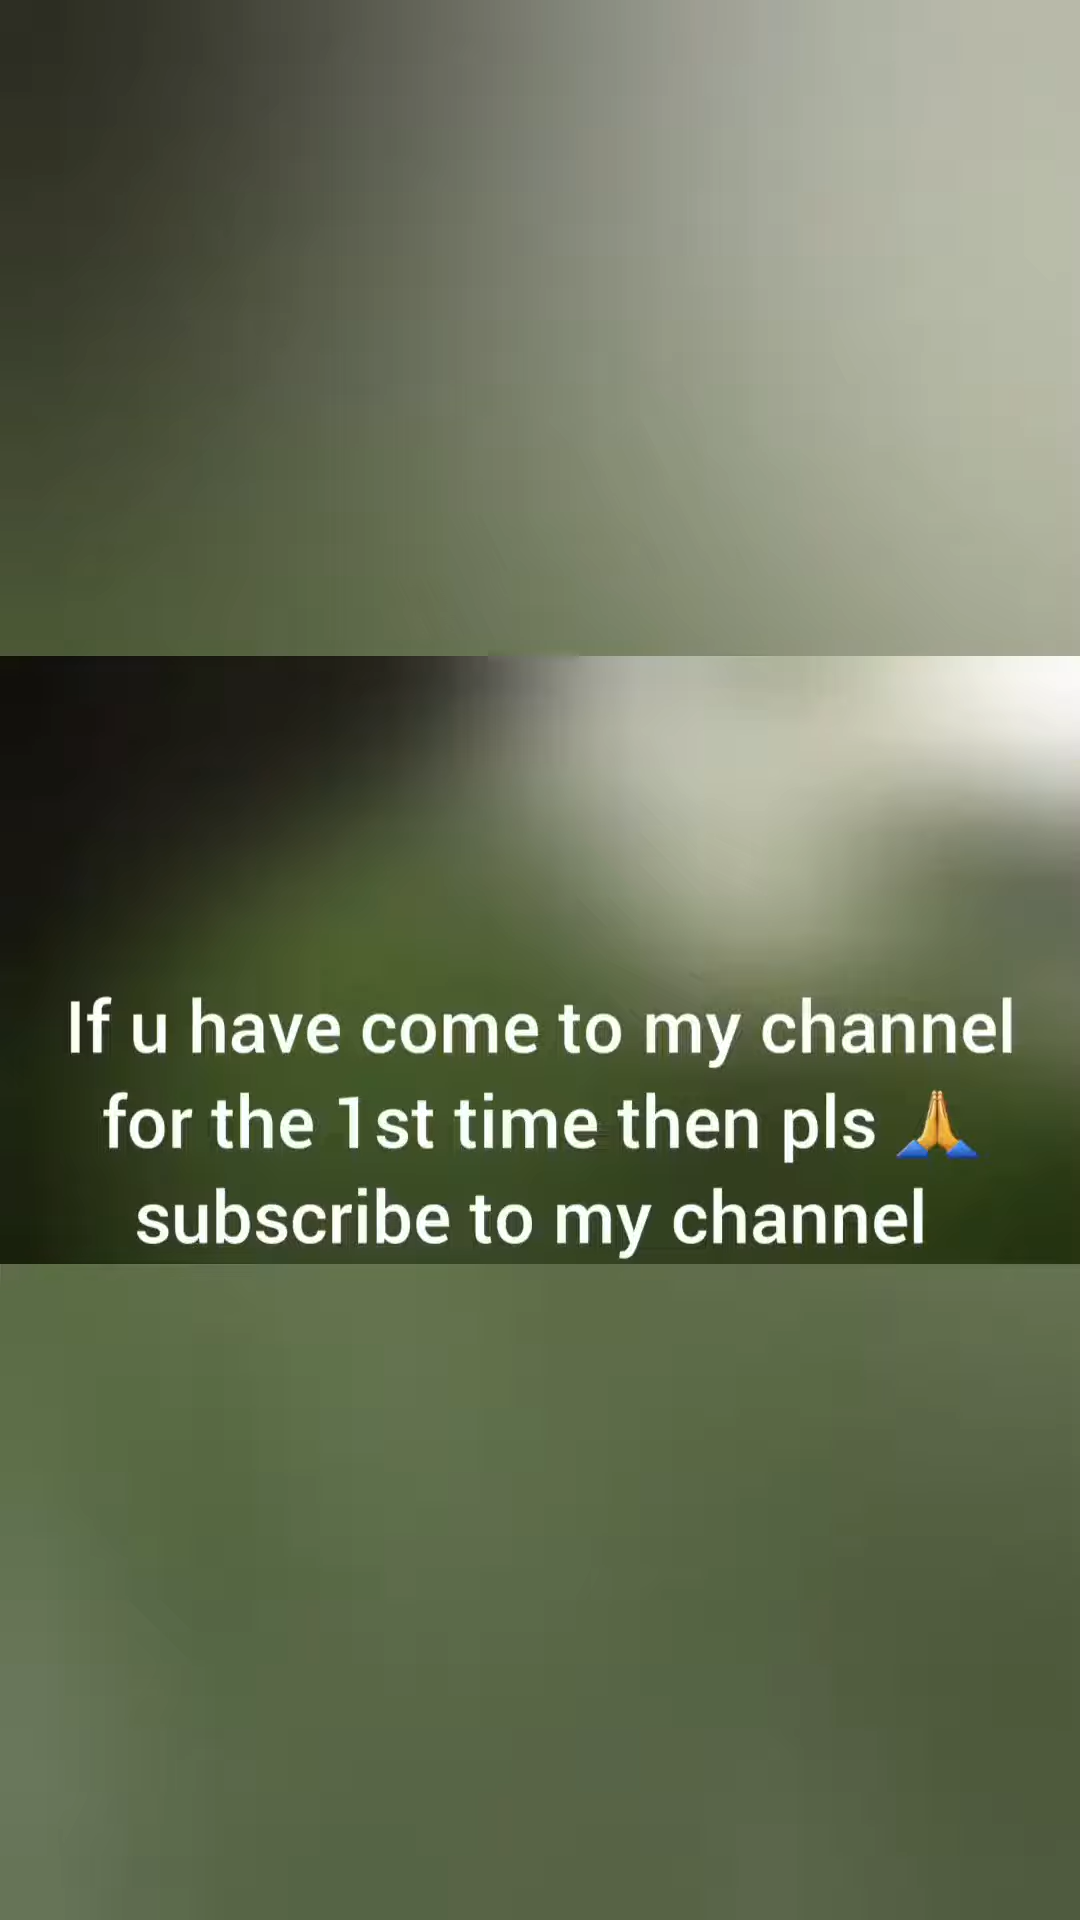 If u have come to my channel
for the 1st time then pls 🙏
subscribe to my channel